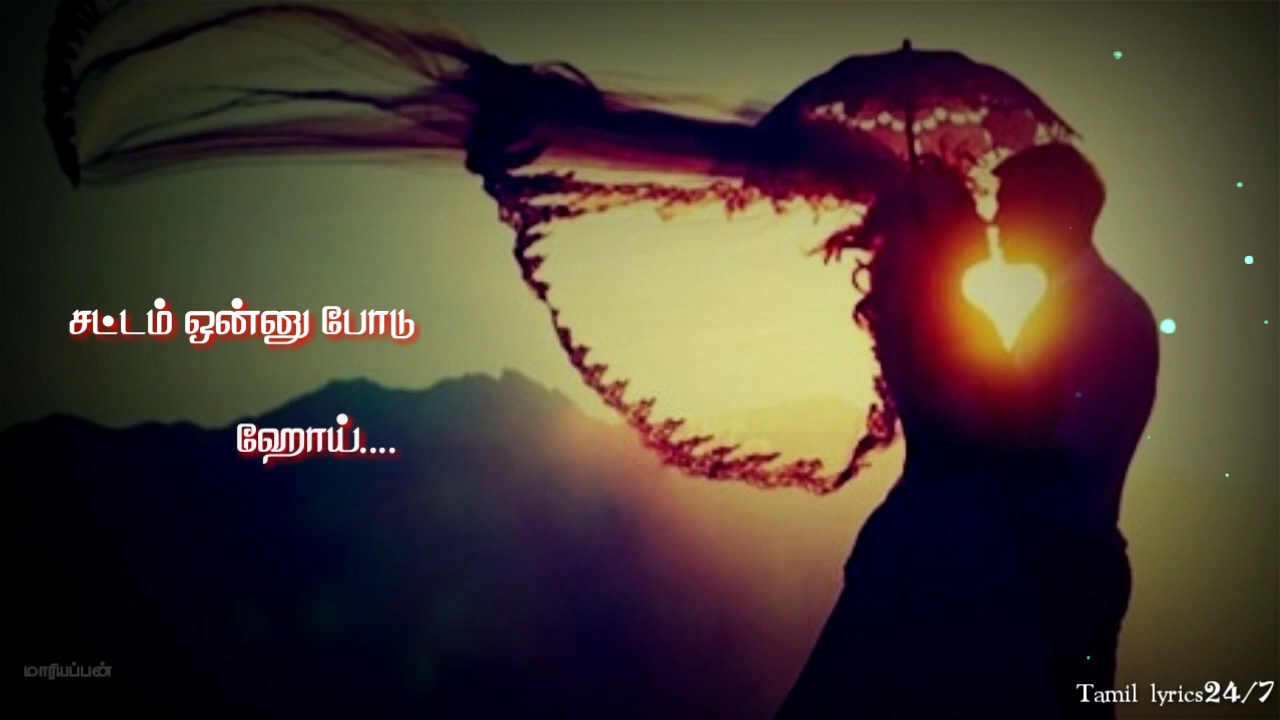 சட்டம் ஒன்னு போடு
ஹோய்....
மாரியப்பன்
Tamil lyrics24/7